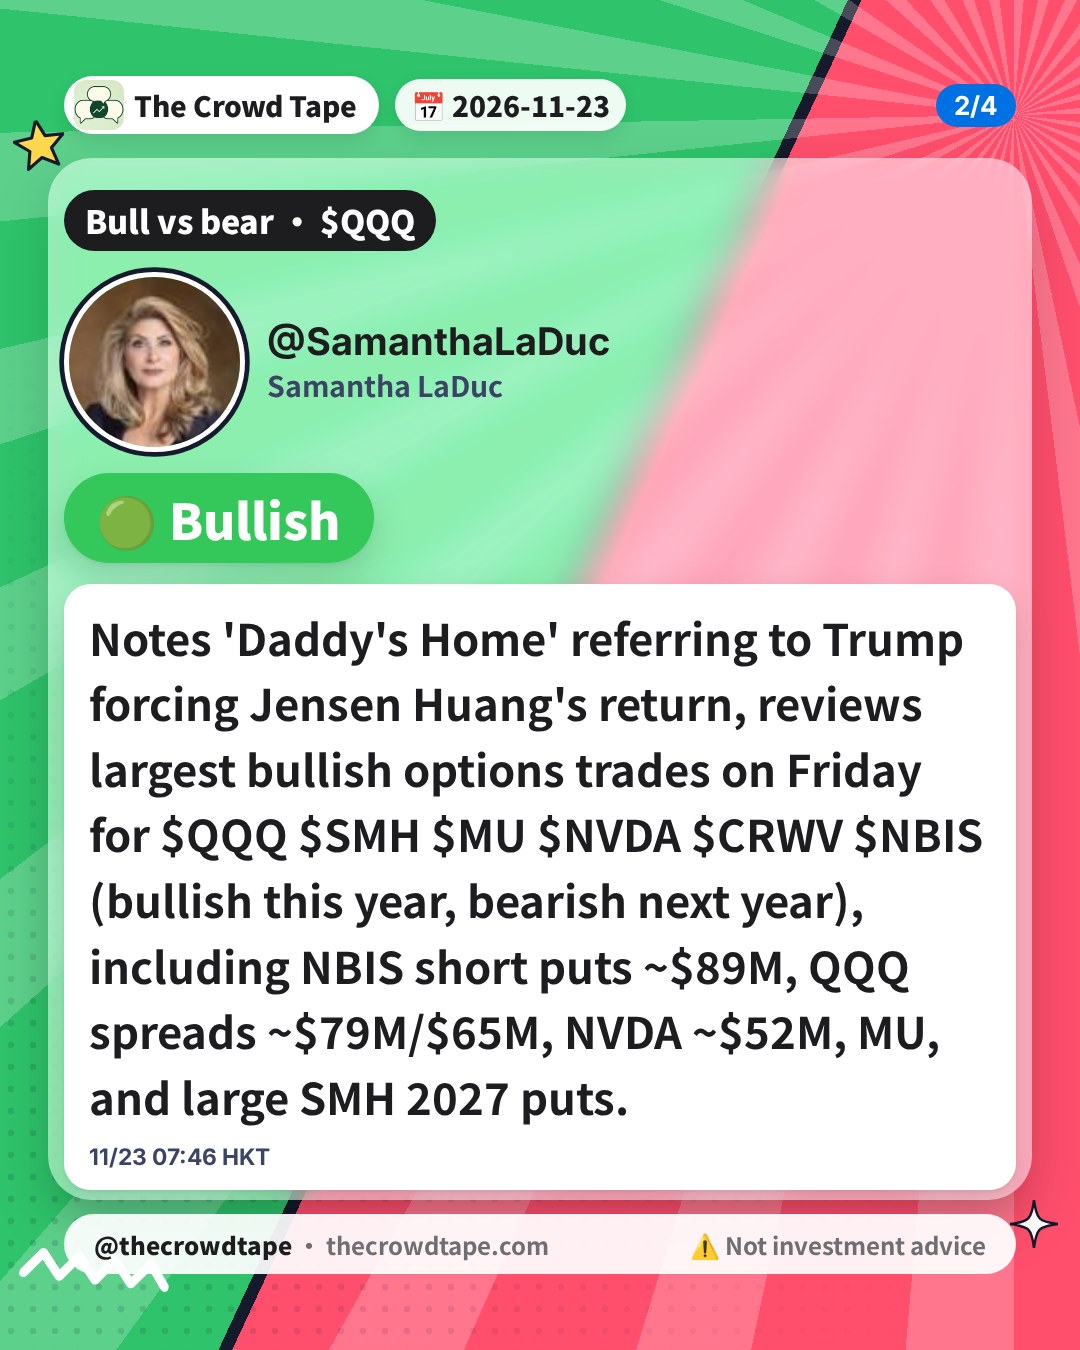 The Crowd Tape
📅 2026-11-23
2/4
Bull vs bear • $QQQ
@SamanthaLaDuc
Samantha LaDuc
🟢 Bullish
Notes 'Daddy's Home' referring to Trump
forcing Jensen Huang's return, reviews
largest bullish options trades on Friday
for $QQQ $SMH $MU $NVDA $CRWV $NBIS
(bullish this year, bearish next year),
including NBIS short puts ~$89M, QQQ
spreads ~$79M/$65M, NVDA ~$52M, MU,
and large SMH 2027 puts.
11/23 07:46 HKT
@thecrowdtape • thecrowdtape.com
⚠️ Not investment advice